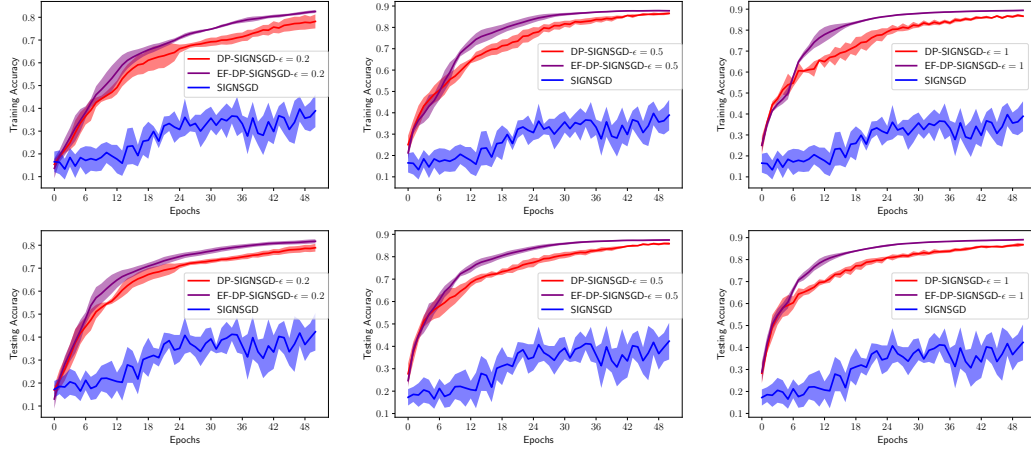 0.8
0.7
0.6
0.5
0.4
0.3
0.2
0.1
Training Accuracy
DP-SIGNSGD-ϵ = 0.2
EF-DP-SIGNSGD-ϵ = 0.2
SIGNSGD
0 6 12 18 24 30 36 42 48
Epochs
0.9
0.8
0.7
0.6
0.5
0.4
0.3
0.2
0.1
Training Accuracy
DP-SIGNSGD-ϵ = 0.5
EF-DP-SIGNSGD-ϵ = 0.5
SIGNSGD
0 6 12 18 24 30 36 42 48
Epochs
0.9
0.8
0.7
0.6
0.5
0.4
0.3
0.2
0.1
Training Accuracy
DP-SIGNSGD-ϵ = 1
EF-DP-SIGNSGD-ϵ = 1
SIGNSGD
0 6 12 18 24 30 36 42 48
Epochs
0.8
0.7
0.6
0.5
0.4
0.3
0.2
0.1
Testing Accuracy
DP-SIGNSGD-ϵ = 0.2
EF-DP-SIGNSGD-ϵ = 0.2
SIGNSGD
0 6 12 18 24 30 36 42 48
Epochs
0.9
0.8
0.7
0.6
0.5
0.4
0.3
0.2
0.1
Testing Accuracy
DP-SIGNSGD-ϵ = 0.5
EF-DP-SIGNSGD-ϵ = 0.5
SIGNSGD
0 6 12 18 24 30 36 42 48
Epochs
0.9
0.8
0.7
0.6
0.5
0.4
0.3
0.2
0.1
Testing Accuracy
DP-SIGNSGD-ϵ = 1
EF-DP-SIGNSGD-ϵ = 1
SIGNSGD
0 6 12 18 24 30 36 42 48
Epochs